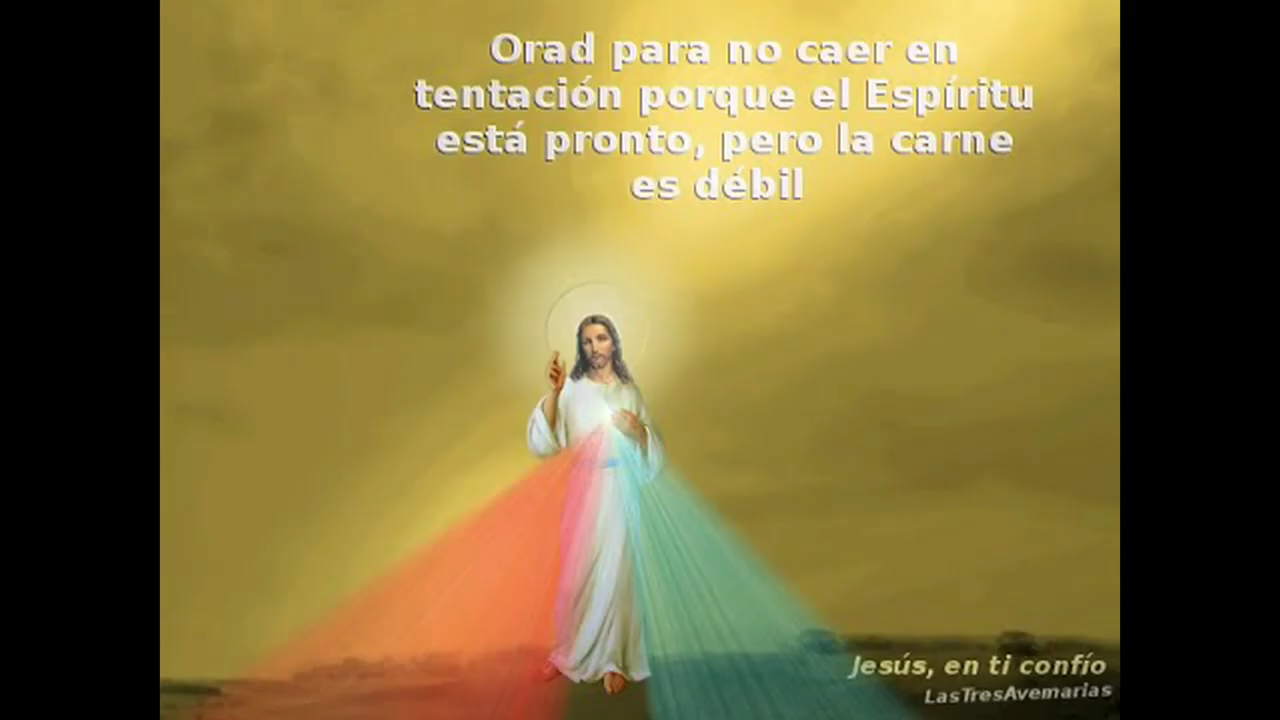 Orad para no caer en
tentación porque el Espíritu
está pronto, pero la carne
es débil
Jesús, en ti confío
LasTresAvemarias